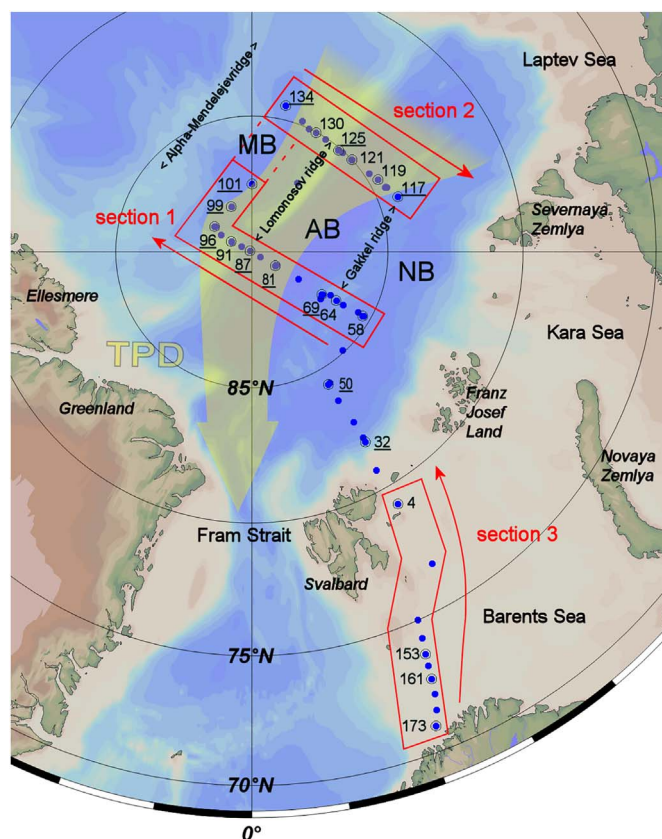 Laptev Sea
< Alpha-Mendelejevridge >
134
section 2
MB
130
125
121
119
117
101
< Lomonosov ridge >
99
section 1
AB
< Gakkel ridge >
Severnaya
Zemlya
96
91
87
81
NB
Ellesmere
69
64
58
Kara Sea
TPD
85°N
50
Franz
Josef
Land
Greenland
32
Novaya
Zemlya
4
Fram Strait
section 3
Svalbard
Barents Sea
75°N
153
161
173
70°N
0°